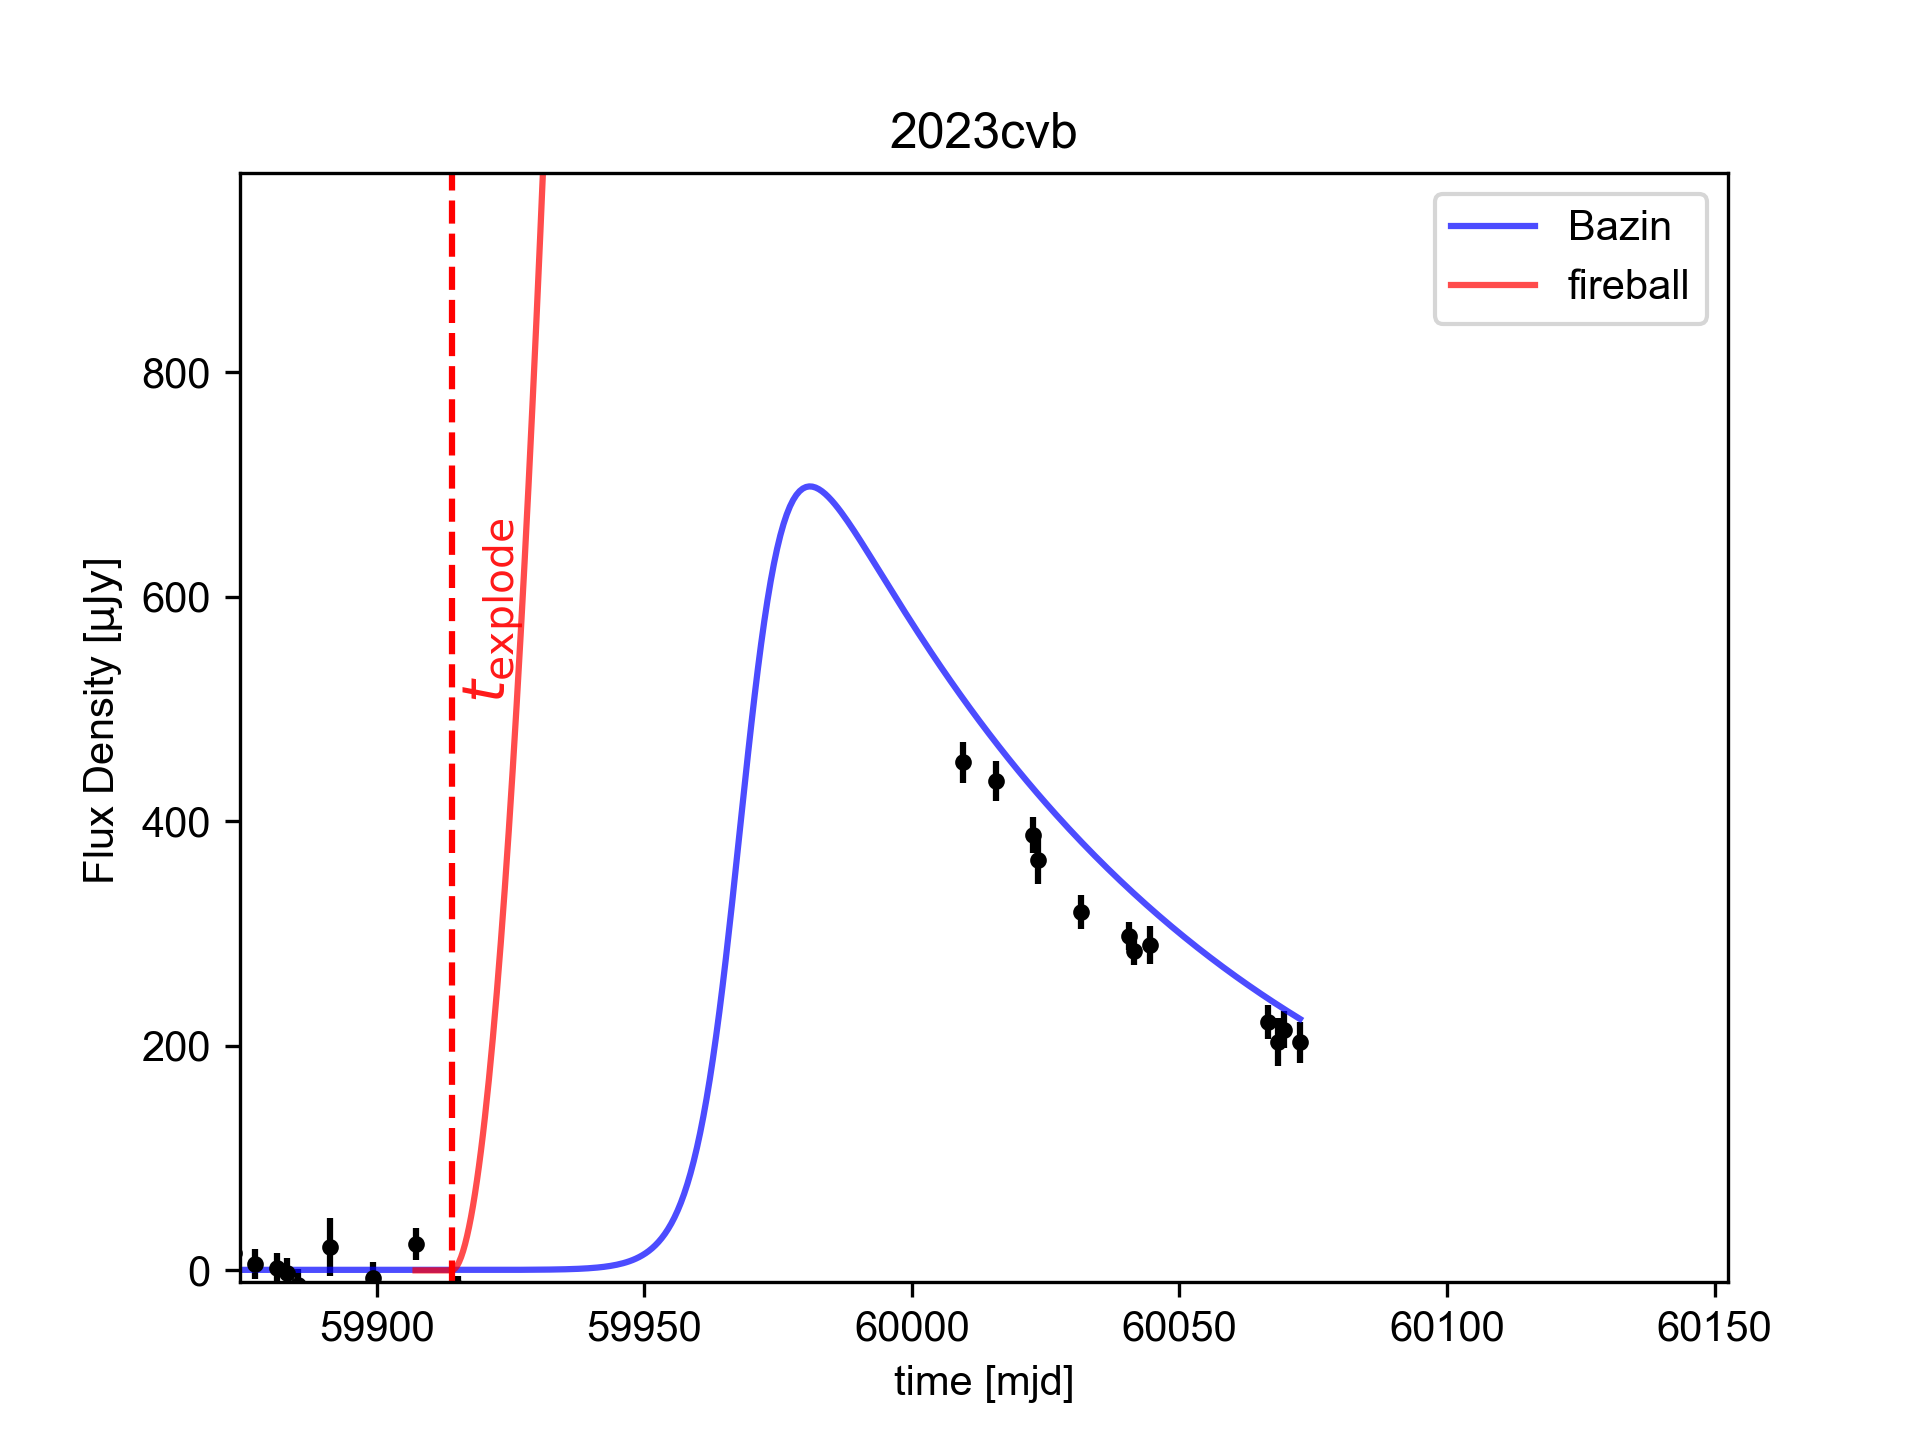 2023cvb
Bazin
fireball
800
600
400
200
0
Flux Density [µJy]
t_explode
59900 59950 60000 60050 60100 60150
time [mjd]